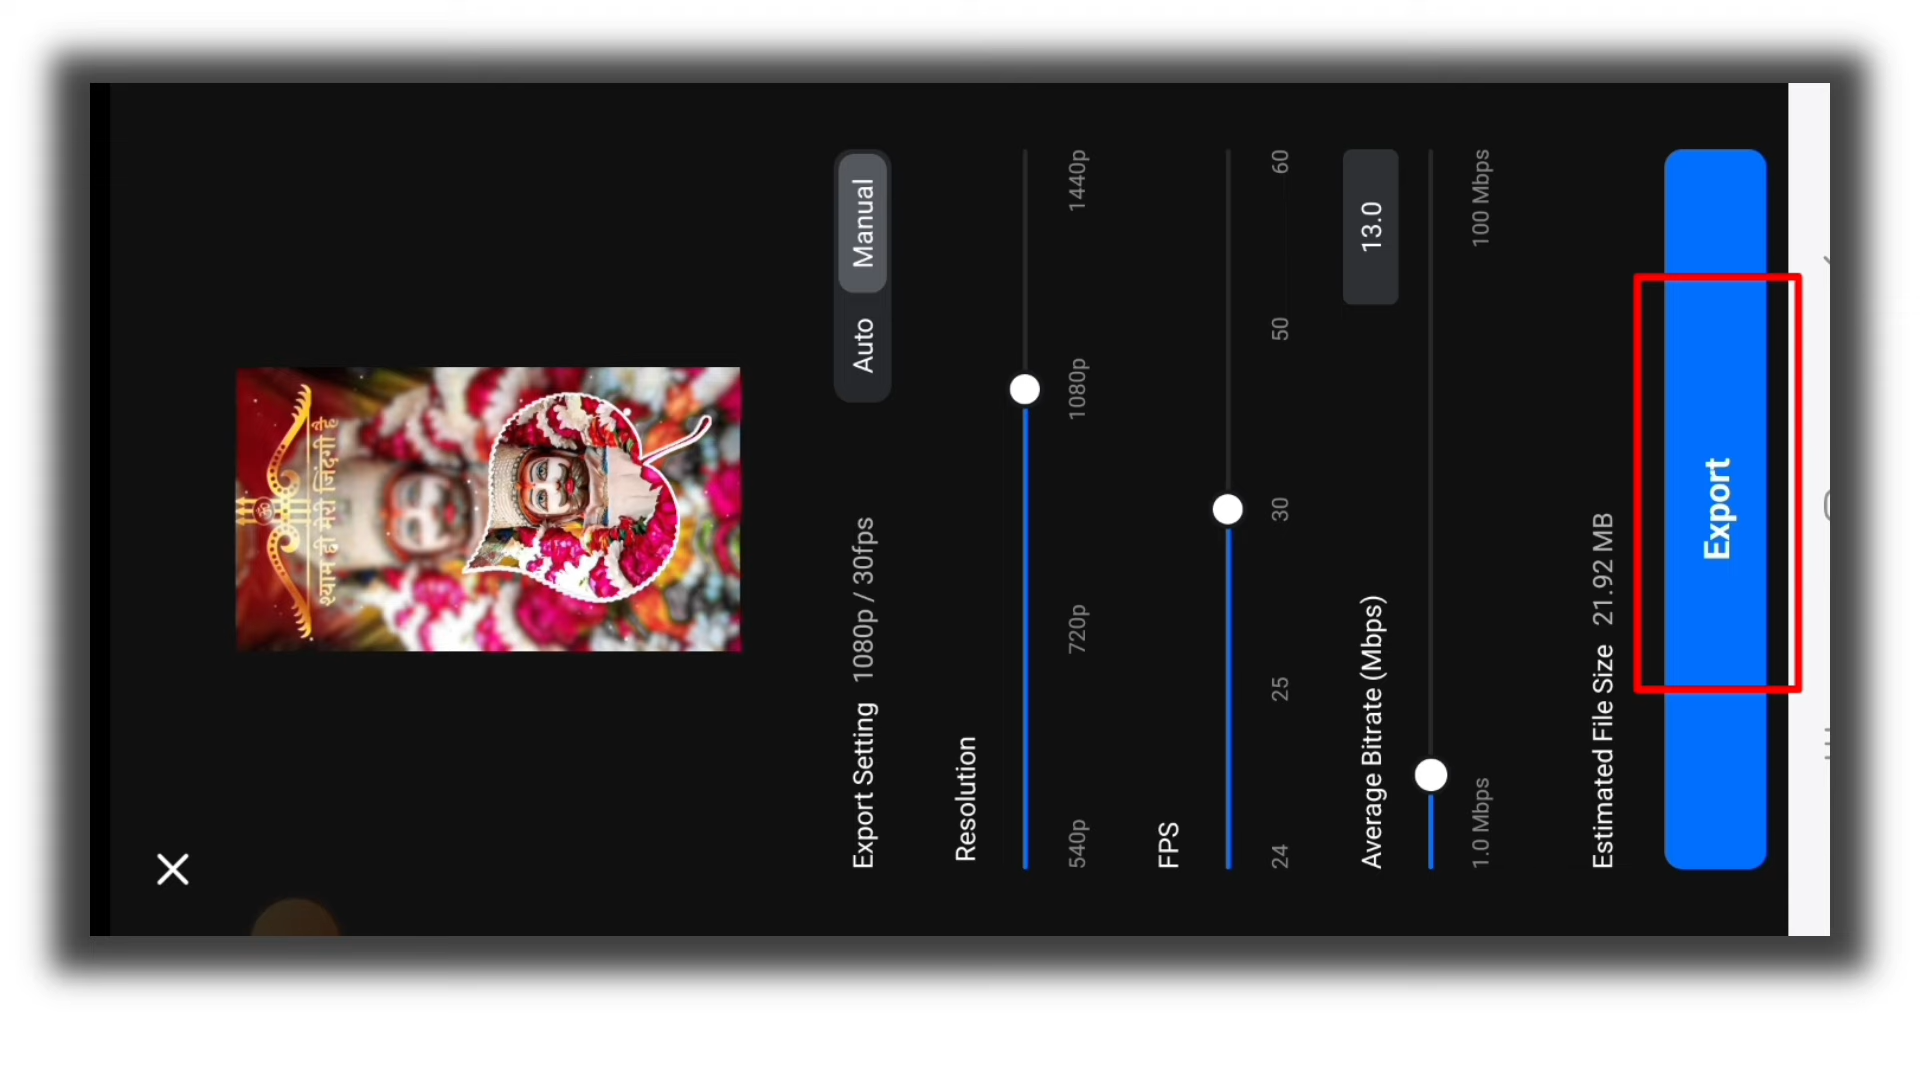 ॐ
श्याम ही मेरी जिंदगी है
Export Setting 1080p / 30fps
Auto Manual
Resolution
540p 720p 1080p 1440p
FPS
24 25 30 50 60
Average Bitrate (Mbps) 13.0
1.0 Mbps 100 Mbps
Estimated File Size 21.92 MB
Export